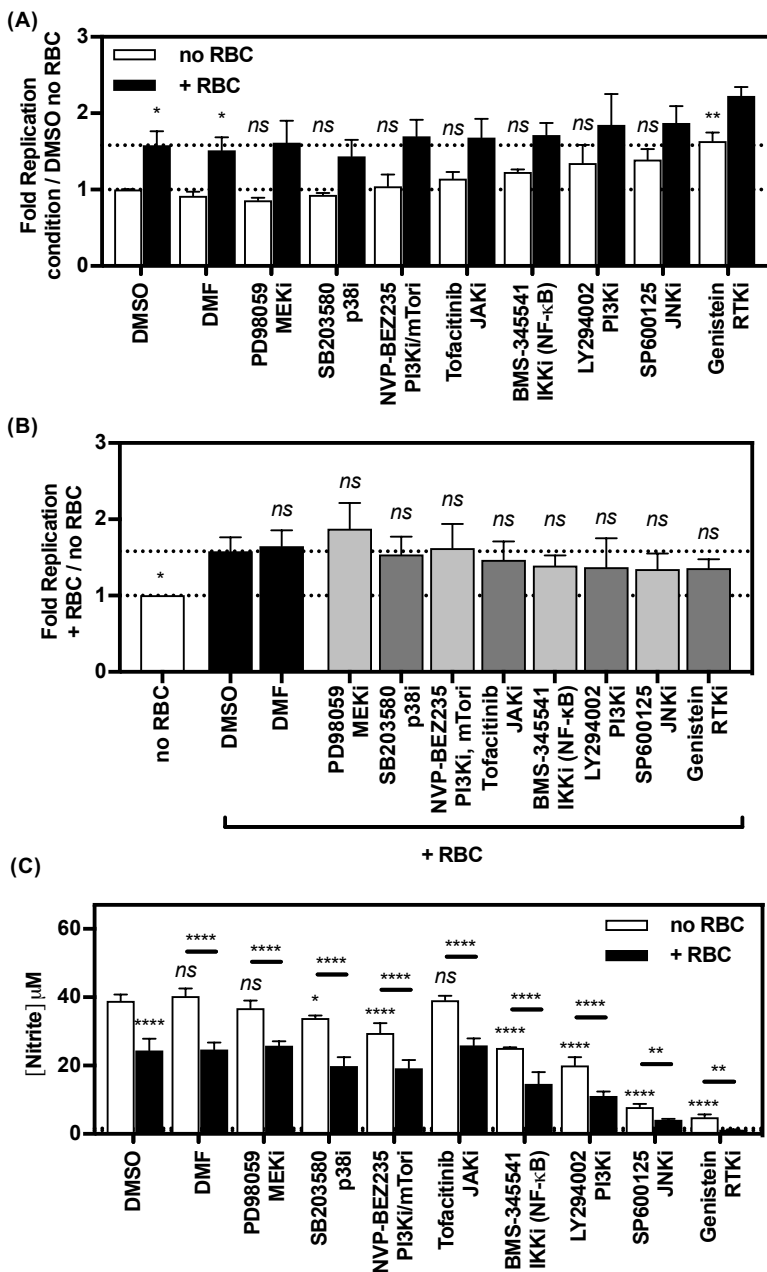 (A)
Fold Replication
condition / DMSO no RBC
3
2
1
0
no RBC
+ RBC
*
*
ns
ns
ns
ns
ns
ns
ns
**
DMSO
DMF
PD98059
MEKi
SB203580
p38i
NVP-BEZ235
PI3Ki/mTori
Tofacitinib
JAKi
BMS-345541
IKKi (NF-κB)
LY294002
PI3Ki
SP600125
JNKi
Genistein
RTKi
(B)
Fold Replication
+ RBC / no RBC
3
2
1
0
*
ns
ns
ns
ns
ns
ns
ns
ns
ns
no RBC
DMSO
DMF
PD98059
MEKi
SB203580
p38i
NVP-BEZ235
PI3Ki, mTori
Tofacitinib
JAKi
BMS-345541
IKKi (NF-κB)
LY294002
PI3Ki
SP600125
JNKi
Genistein
RTKi
+ RBC
(C)
[Nitrite] μM
60
40
20
0
no RBC
+ RBC
****
****
****
****
****
****
****
****
**
**
ns
ns
*
****
ns
****
****
****
****
DMSO
DMF
PD98059
MEKi
SB203580
p38i
NVP-BEZ235
PI3Ki/mTori
Tofacitinib
JAKi
BMS-345541
IKKi (NF-κB)
LY294002
PI3Ki
SP600125
JNKi
Genistein
RTKi